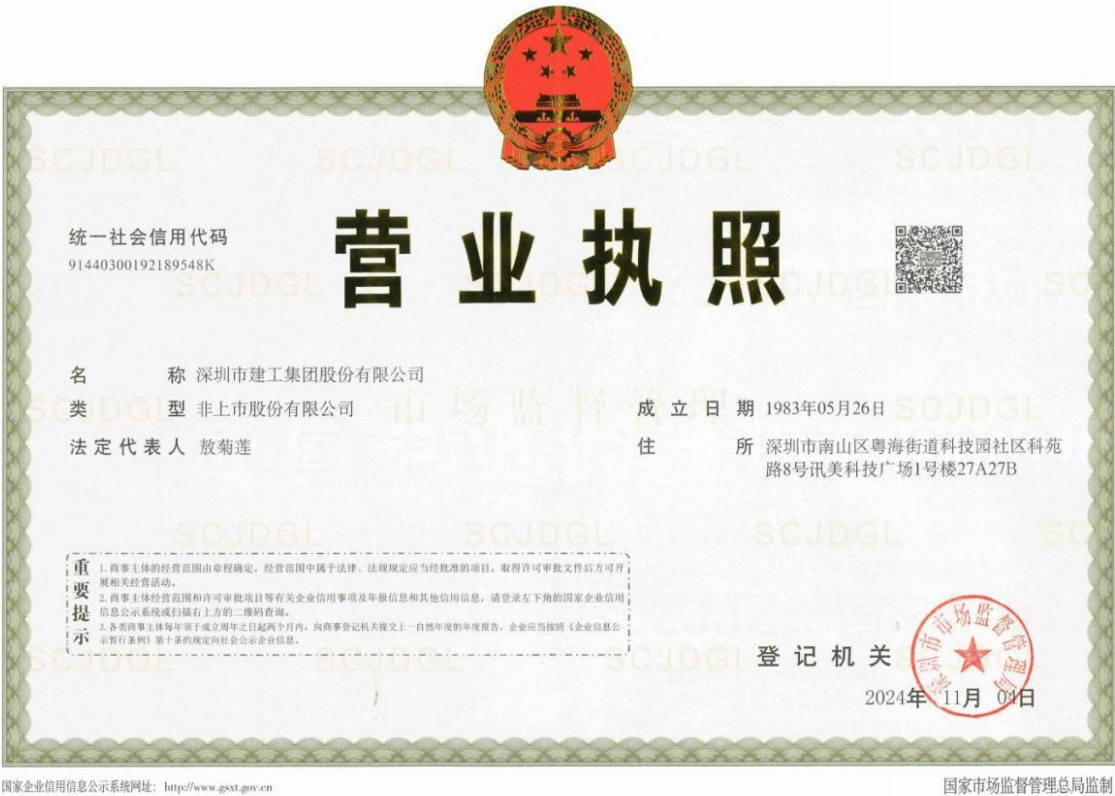 统一社会信用代码
91440300192189548K
营业执照
名称 深圳市建工集团股份有限公司
类型 非上市股份有限公司
法定代表人 敖菊莲
成立日期 1983年05月26日
住所 深圳市南山区粤海街道科技园社区科苑
路8号讯美科技广场1号楼27A27B
重要提示
1.商事主体的经营范围由章程确定。经营范围中属于法律、法规规定应当经批准的项目，取得许可审批文件后方可开
展相关经营活动。
2.商事主体经营范围和许可审批项目等有关企业信用事项及年报信息和其他信用信息，请登录左下角的国家企业信用
信息公示系统或扫描右上方的二维码查询。
3.各类商事主体每年须于成立周年之日起两个月内，向商事登记机关提交上一自然年度的年度报告。企业应当按照《企业信息公
示暂行条例》第十条的规定向社会公示企业信息。
登记机关
深圳市市场监督管理局
2024年11月04日
国家企业信用信息公示系统网址：http://www.gsxt.gov.cn
国家市场监督管理总局监制
SCJDGL
市场监督管理